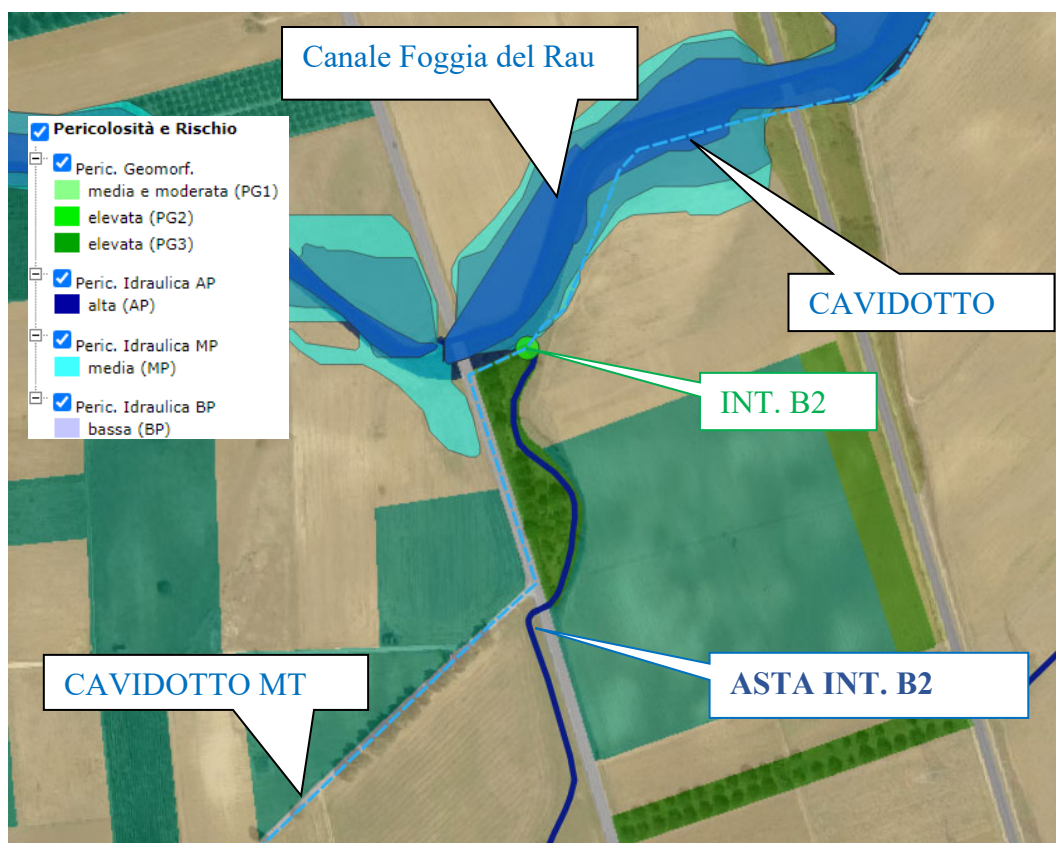 Canale Foggia del Rau
Pericolosità e Rischio
Peric. Geomorf.
media e moderata (PG1)
elevata (PG2)
elevata (PG3)
Peric. Idraulica AP
alta (AP)
Peric. Idraulica MP
media (MP)
Peric. Idraulica BP
bassa (BP)
CAVIDOTTO
INT. B2
CAVIDOTTO MT
ASTA INT. B2